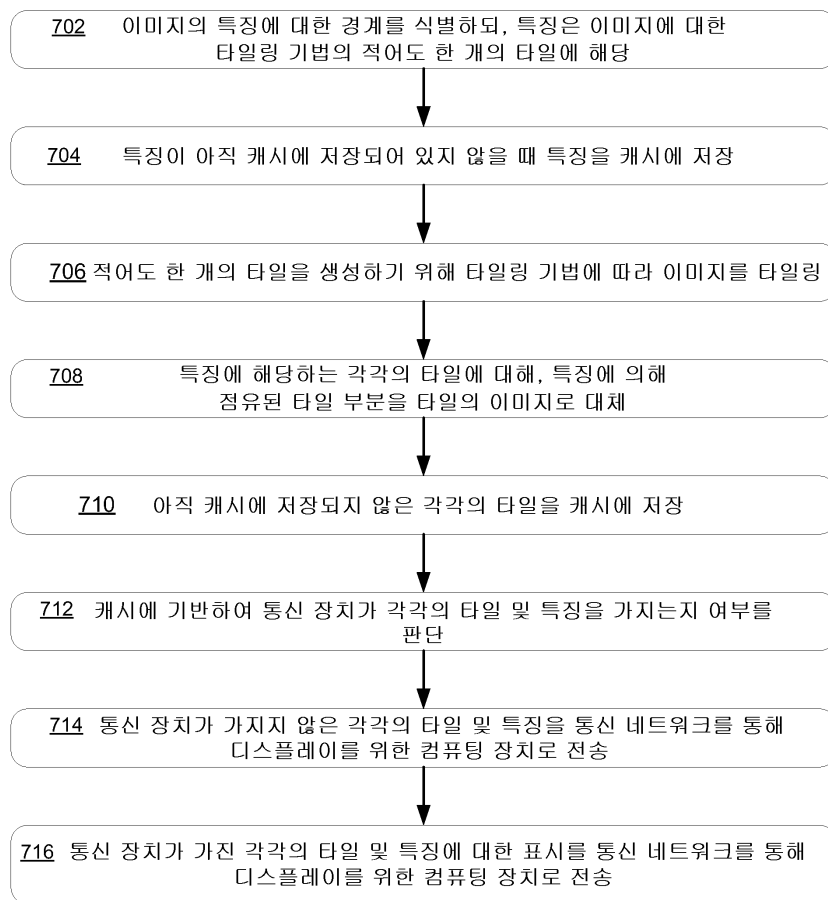 702 이미지의 특징에 대한 경계를 식별하되, 특징은 이미지에 대한
타일링 기법의 적어도 한 개의 타일에 해당
704 특징이 아직 캐시에 저장되어 있지 않을 때 특징을 캐시에 저장
706 적어도 한 개의 타일을 생성하기 위해 타일링 기법에 따라 이미지를 타일링
708 특징에 해당하는 각각의 타일에 대해, 특징에 의해
점유된 타일 부분을 타일의 이미지로 대체
710 아직 캐시에 저장되지 않은 각각의 타일을 캐시에 저장
712 캐시에 기반하여 통신 장치가 각각의 타일 및 특징을 가지는지 여부를
판단
714 통신 장치가 가지지 않은 각각의 타일 및 특징을 통신 네트워크를 통해
디스플레이를 위한 컴퓨팅 장치로 전송
716 통신 장치가 가진 각각의 타일 및 특징에 대한 표시를 통신 네트워크를 통해
디스플레이를 위한 컴퓨팅 장치로 전송